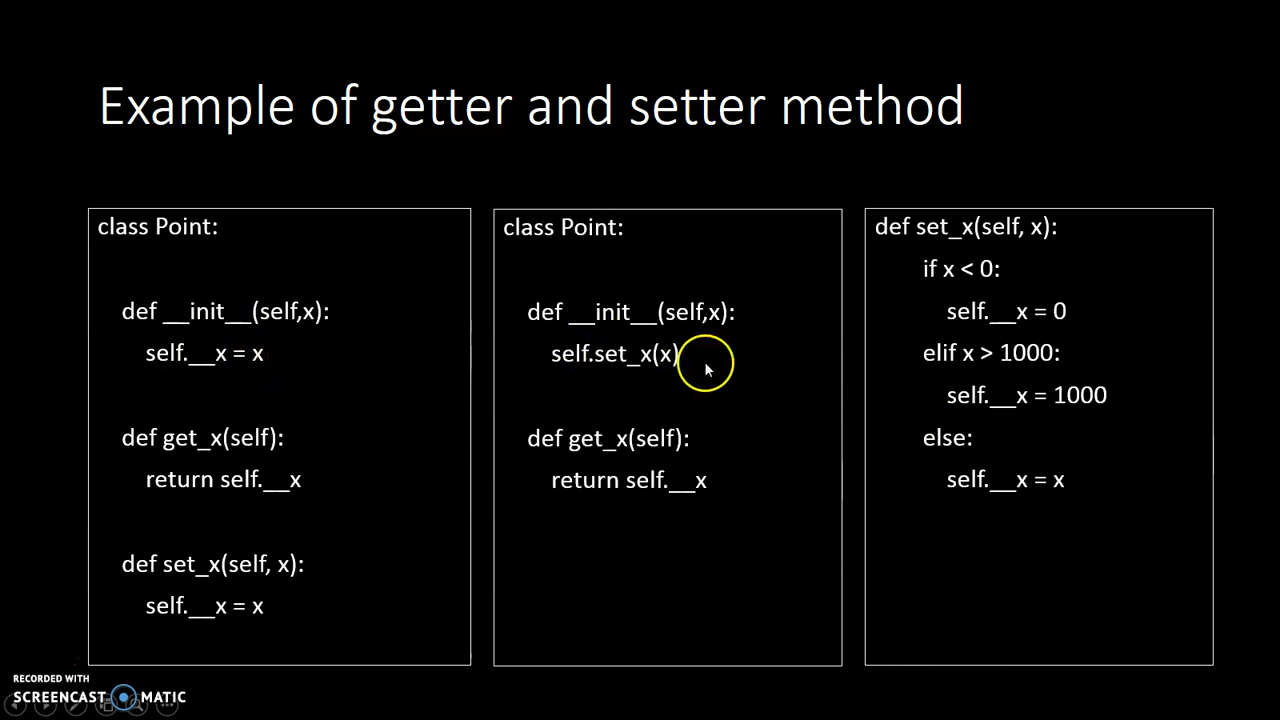 Example of getter and setter method
class Point:
def __init__(self,x):
self.__x = x
def get_x(self):
return self.__x
def set_x(self, x):
self.__x = x
class Point:
def __init__(self,x):
self.set_x(x)
def get_x(self):
return self.__x
def set_x(self, x):
if x < 0:
self.__x = 0
elif x > 1000:
self.__x = 1000
else:
self.__x = x
RECORDED WITH
SCREENCAST MATIC